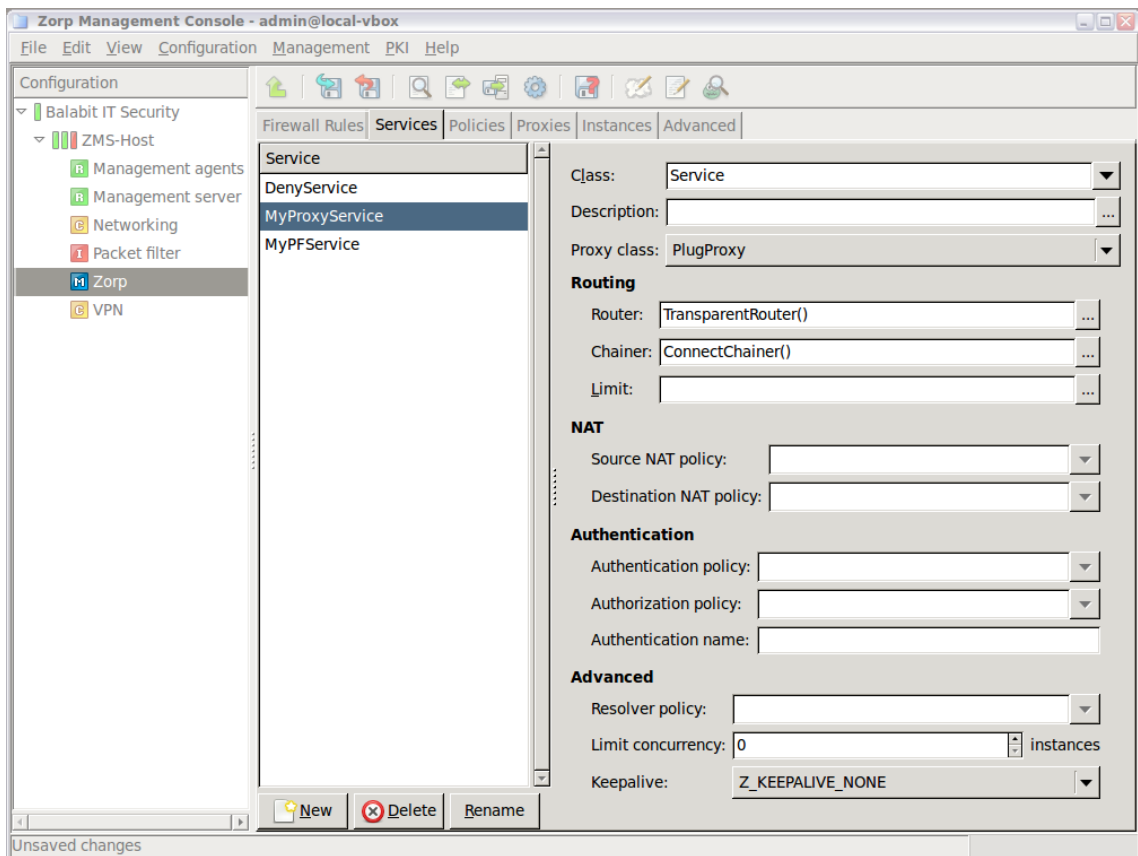 Zorp Management Console - admin@local-vbox
File Edit View Configuration Management PKI Help
Configuration
Balabit IT Security
ZMS-Host
R Management agents
R Management server
C Networking
I Packet filter
M Zorp
C VPN
Firewall Rules Services Policies Proxies Instances Advanced
Service
DenyService
MyProxyService
MyPFService
New Delete Rename
Class: Service
Description: ...
Proxy class: PlugProxy
Routing
Router: TransparentRouter() ...
Chainer: ConnectChainer() ...
Limit: ...
NAT
Source NAT policy:
Destination NAT policy:
Authentication
Authentication policy:
Authorization policy:
Authentication name:
Advanced
Resolver policy:
Limit concurrency: 0 instances
Keepalive: Z_KEEPALIVE_NONE
Unsaved changes